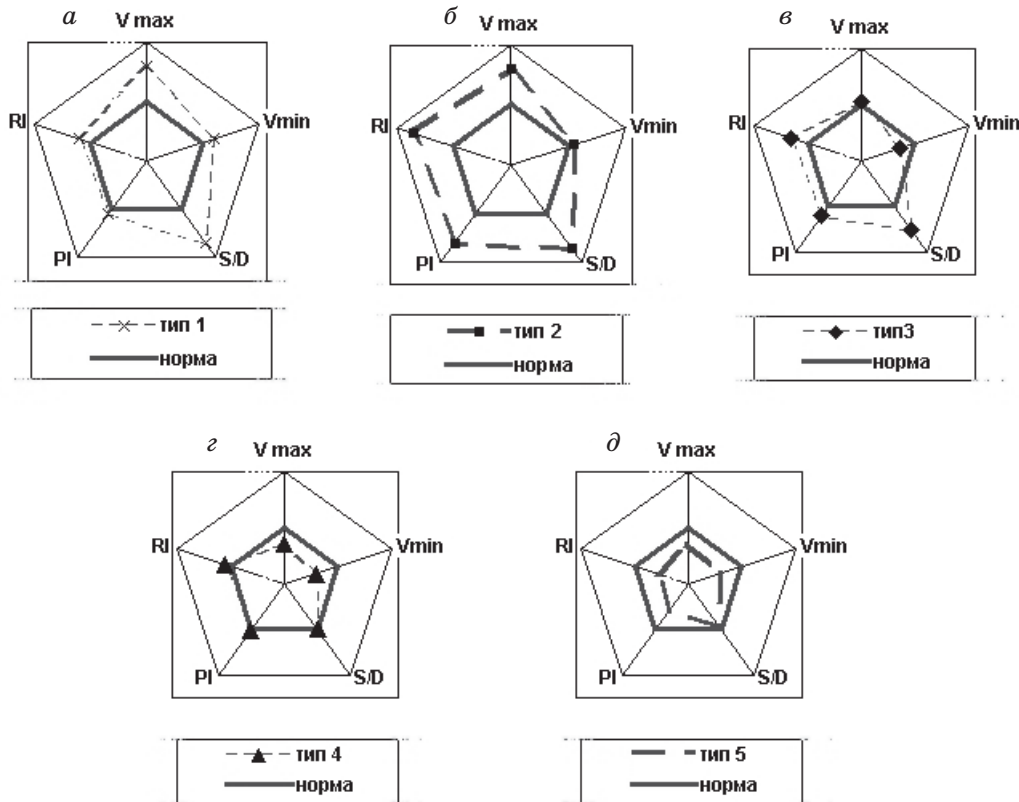 а
V max
RI
Vmin
PI
S/D
тип 1
норма
б
V max
RI
Vmin
PI
S/D
тип 2
норма
в
V max
RI
Vmin
PI
S/D
тип3
норма
г
V max
RI
Vmin
PI
S/D
тип 4
норма
д
V max
RI
Vmin
PI
S/D
тип 5
норма